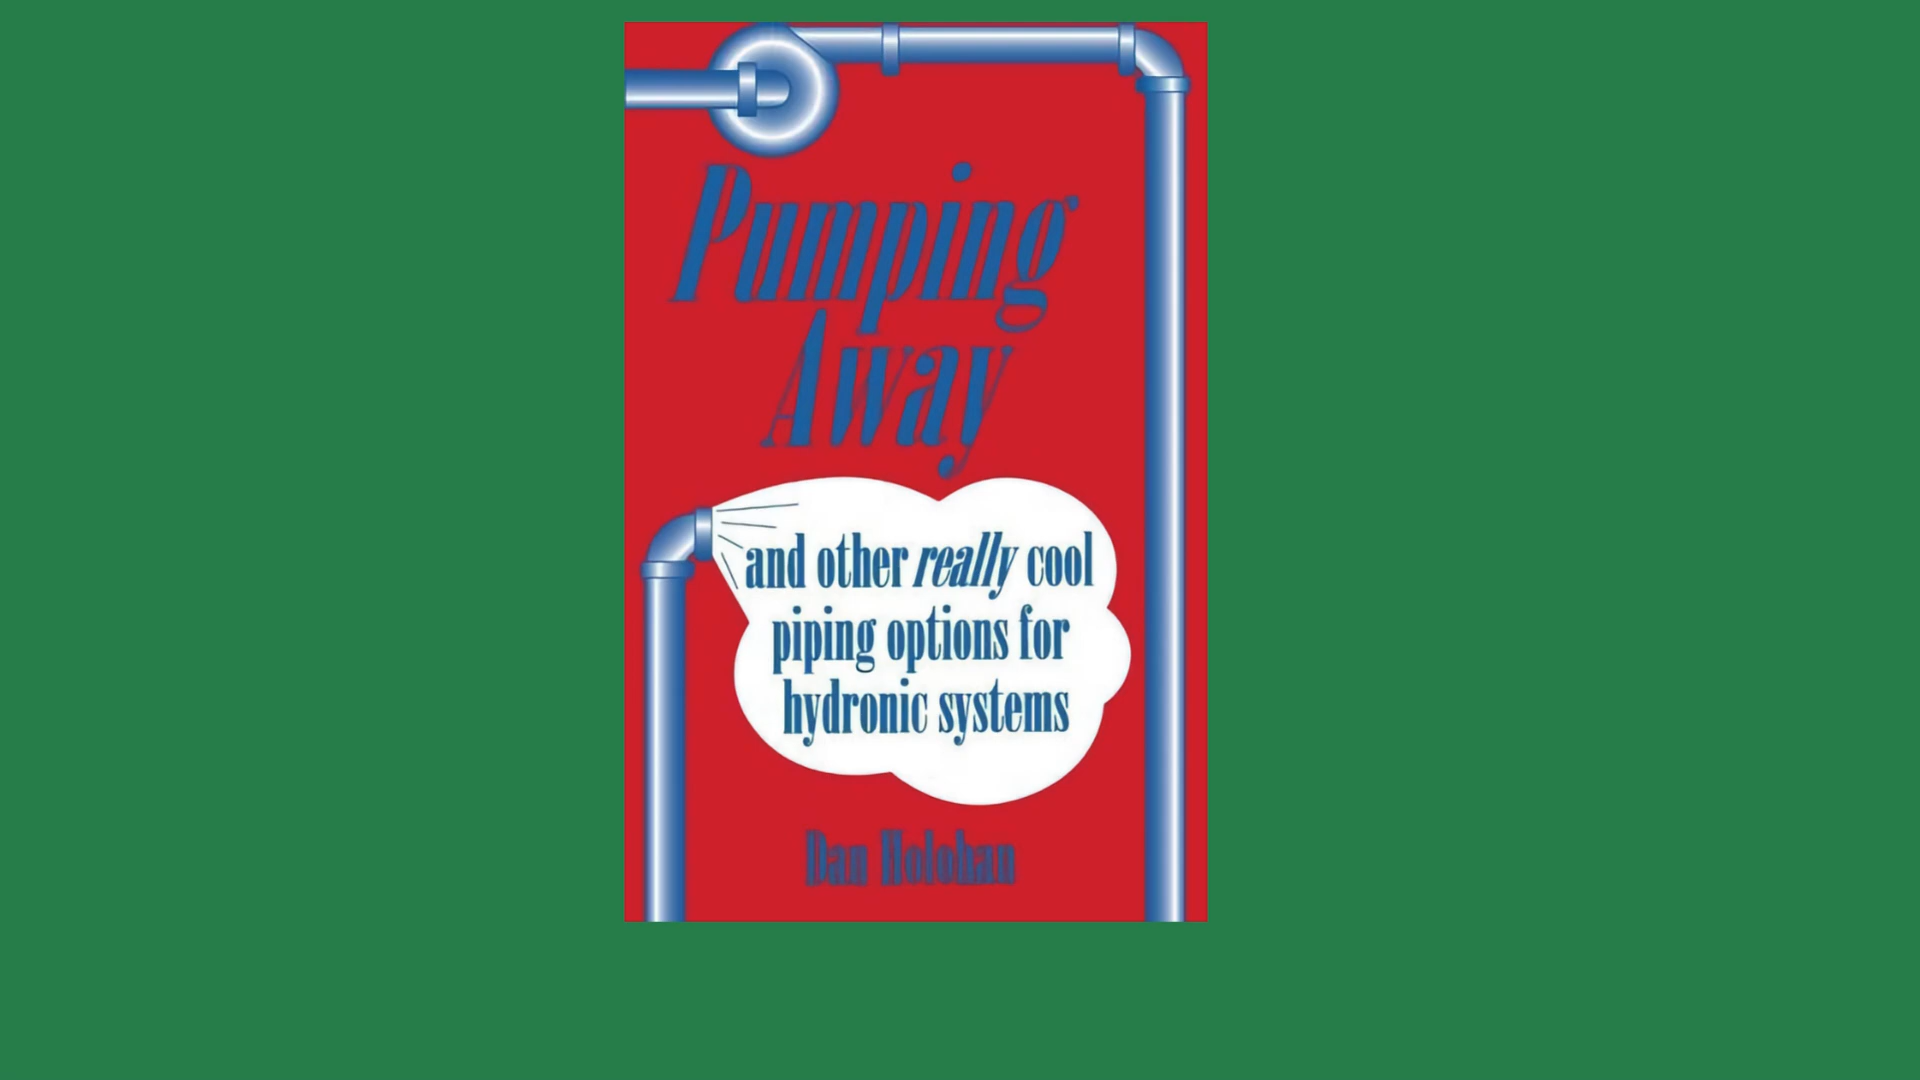 Pumping
Away
and other really cool
piping options for
hydronic systems
Dan Holohan